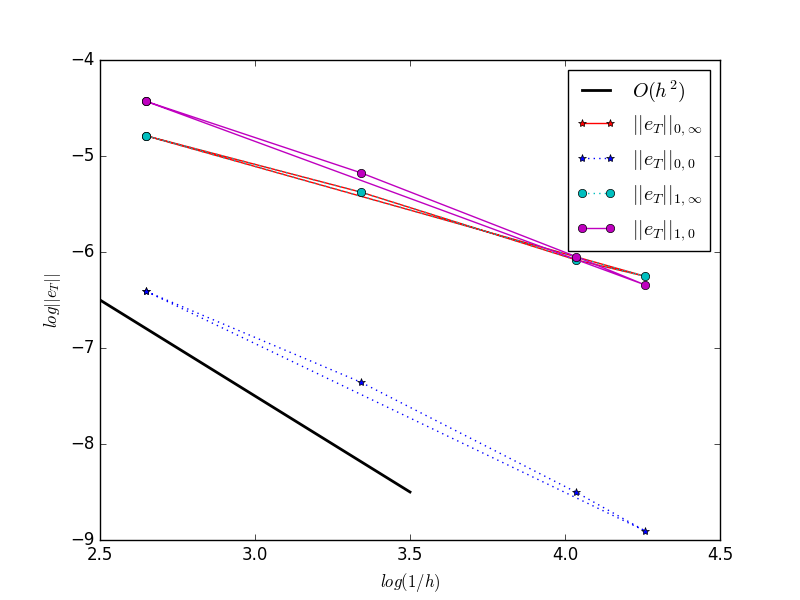 −4
−5
−6
−7
−8
−9
2.5 3.0 3.5 4.0 4.5
log||e_T||
log(1/h)
O(h^2)
||e_T||_{0,∞}
||e_T||_{0,0}
||e_T||_{1,∞}
||e_T||_{1,0}